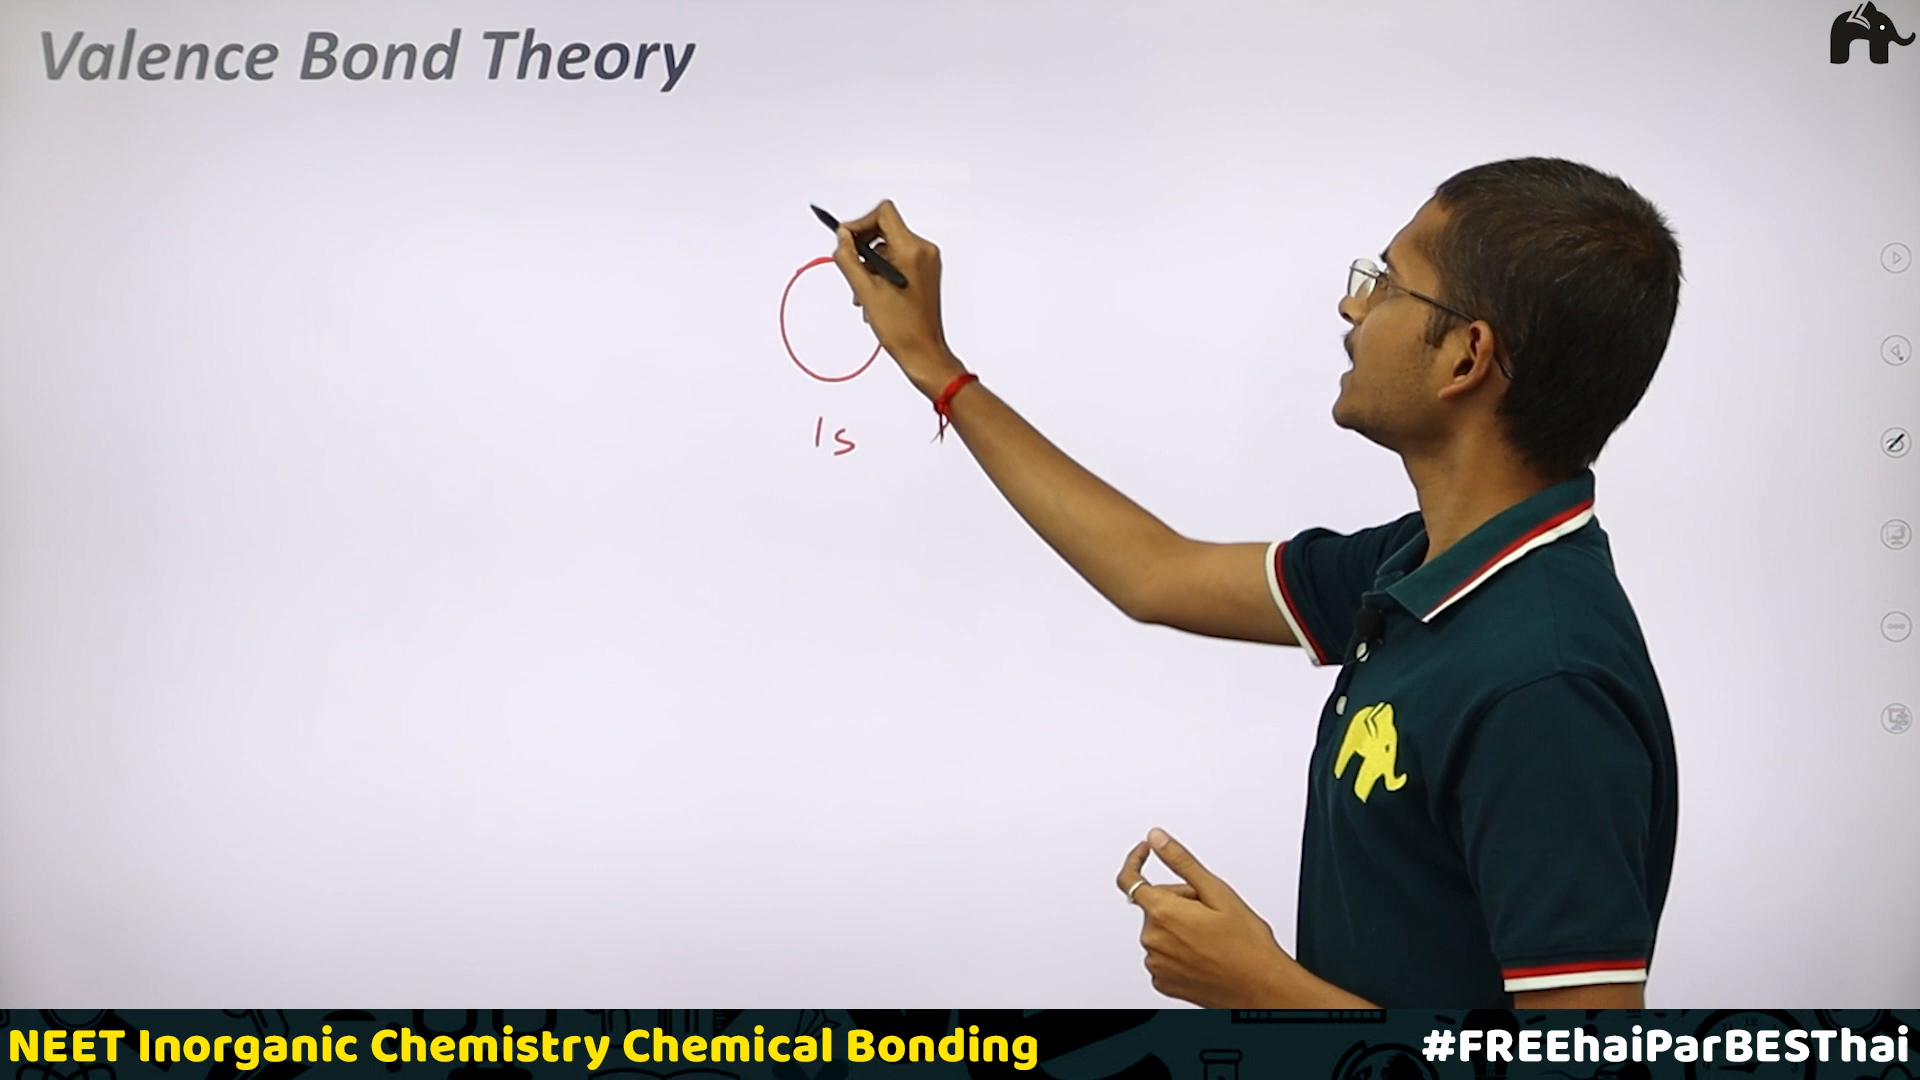 Valence Bond Theory
1s
NEET Inorganic Chemistry Chemical Bonding
#FREEhaiParBESThai